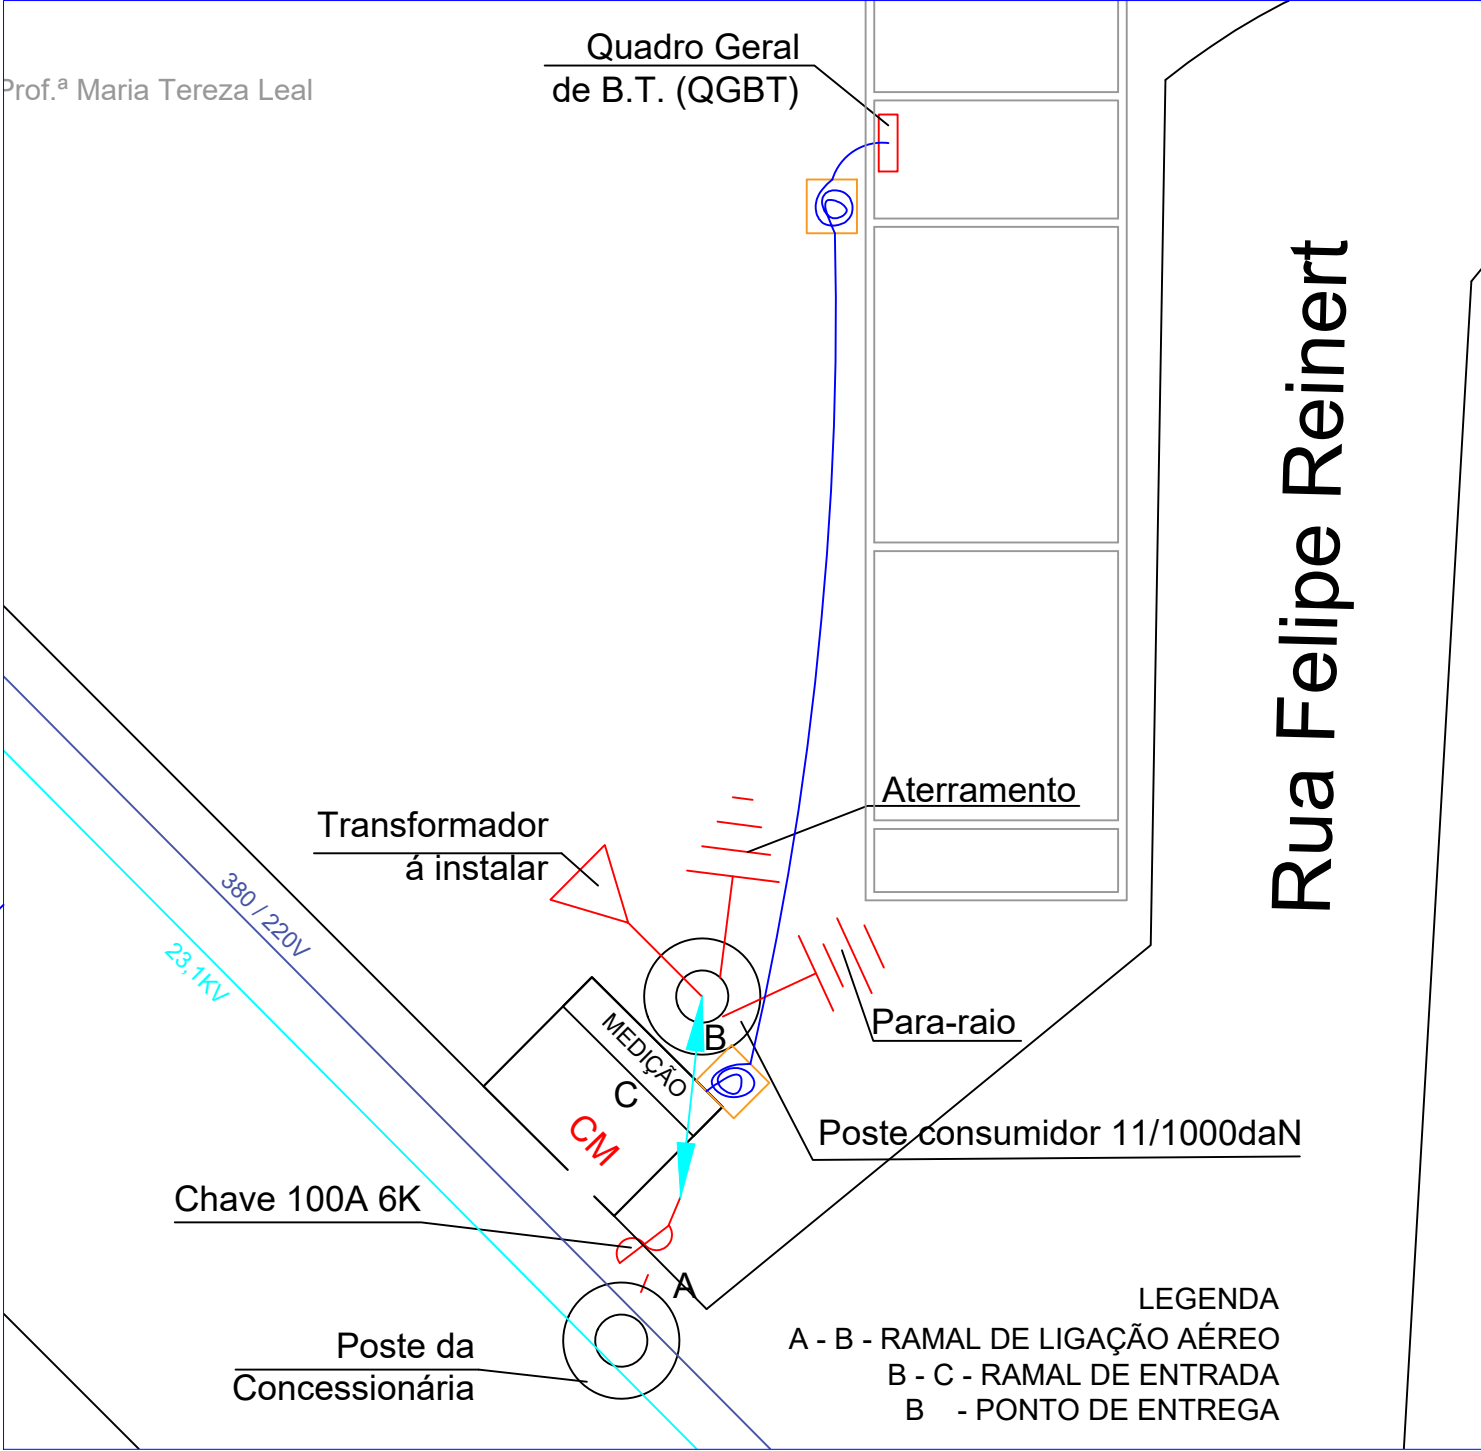 Quadro Geral
de B.T. (QGBT)
Prof.ª Maria Tereza Leal
Rua Felipe Reinert
Aterramento
Transformador
á instalar
380 / 220V
23,1KV
Para-raio
MEDIÇÃO
B
C
CM
Poste consumidor 11/1000daN
Chave 100A 6K
A
Poste da
Concessionária
LEGENDA
A - B - RAMAL DE LIGAÇÃO AÉREO
B - C - RAMAL DE ENTRADA
B - PONTO DE ENTREGA